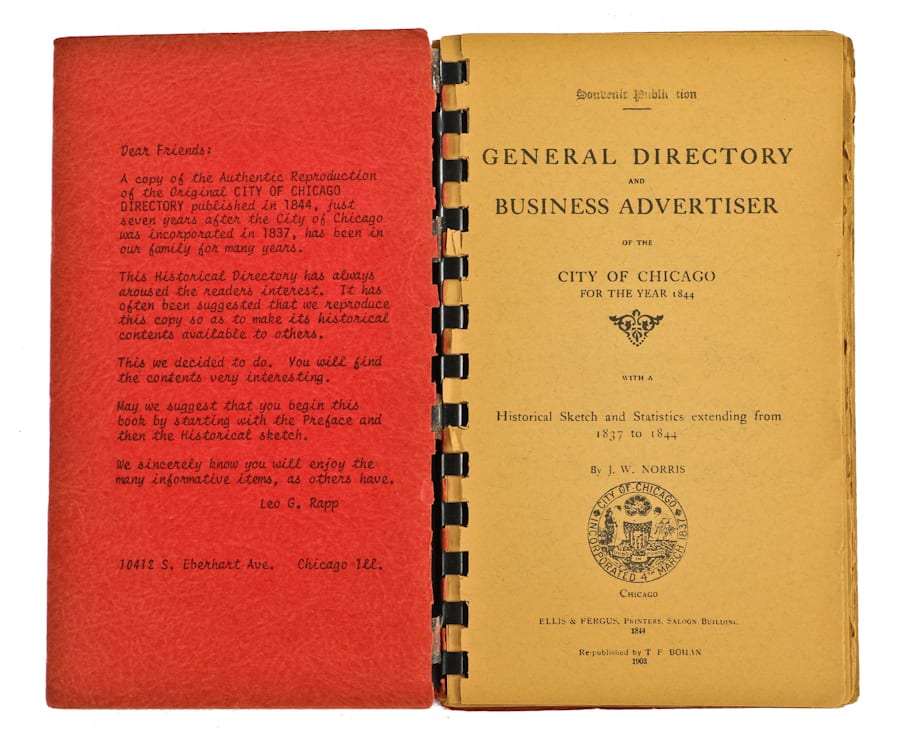 Dear Friends:
A copy of the Authentic Reproduction
of the Original CITY OF CHICAGO
DIRECTORY published in 1844, just
seven years after the City of Chicago
was incorporated in 1837, has been in
our family for many years.
This Historical Directory has always
aroused the readers interest. It has
often been suggested that we reproduce
this copy so as to make its historical
contents available to others.
This we decided to do. You will find
the contents very interesting.
May we suggest that you begin this
book by starting with the Preface and
then the Historical sketch.
We sincerely know you will enjoy the
many informative items, as others have.
Leo G. Rapp
10412 S. Eberhart Ave. Chicago Ill.
Souvenir Publi tion
GENERAL DIRECTORY
AND
BUSINESS ADVERTISER
OF THE
CITY OF CHICAGO
FOR THE YEAR 1844
WITH A
Historical Sketch and Statistics extending from
1837 to 1844
By J. W. NORRIS
CITY OF CHICAGO
INCORPORATED 4TH MARCH 1837
CHICAGO
ELLIS & FERGUS, PRINTERS, SALOON BUILDING.
1844
Re-published by T F BOHAN
1903